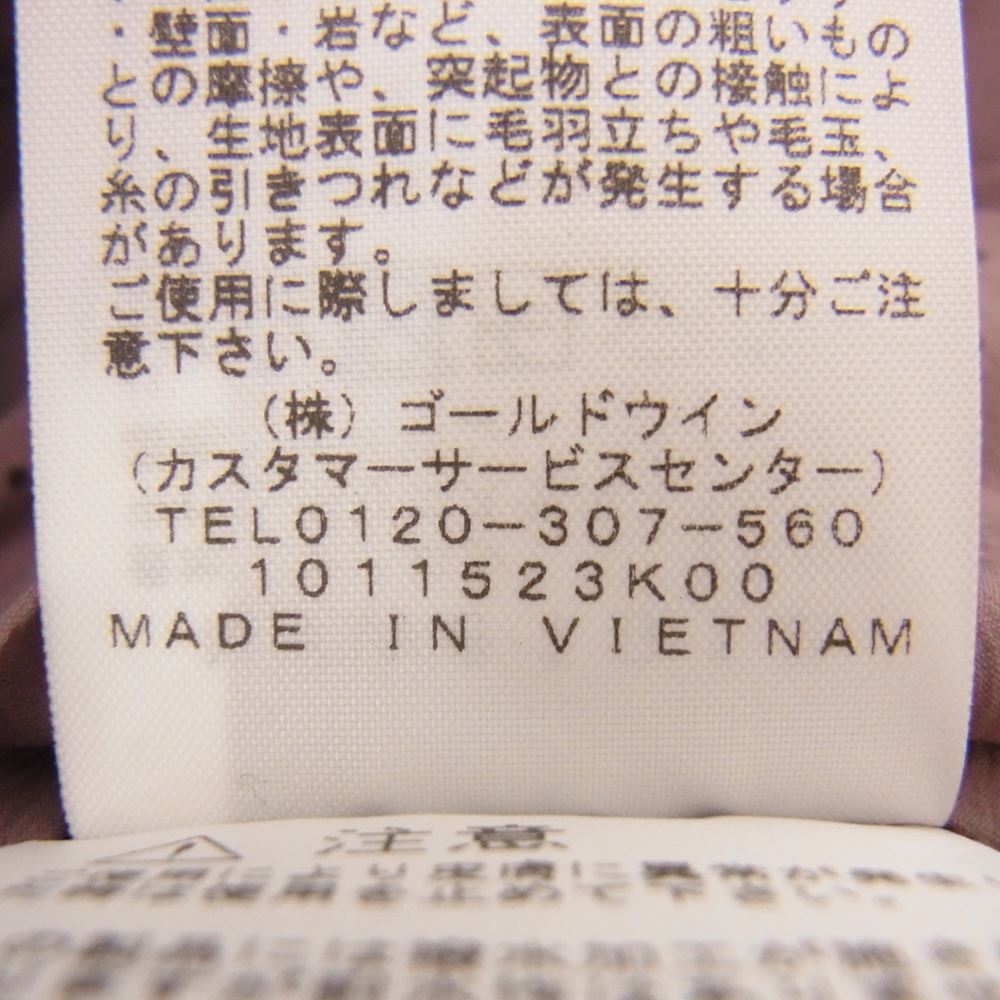 ・壁面・岩など、表面の粗いもの
との摩擦や、突起物との接触によ
り、生地表面に毛羽立ちや毛玉、
糸の引きつれなどが発生する場合
があります。
ご使用に際しましては、十分ご注
意下さい。
(株)ゴールドウイン
(カスタマーサービスセンター)
TEL0120-307-560
1011523K00
MADE IN VIETNAM
注意